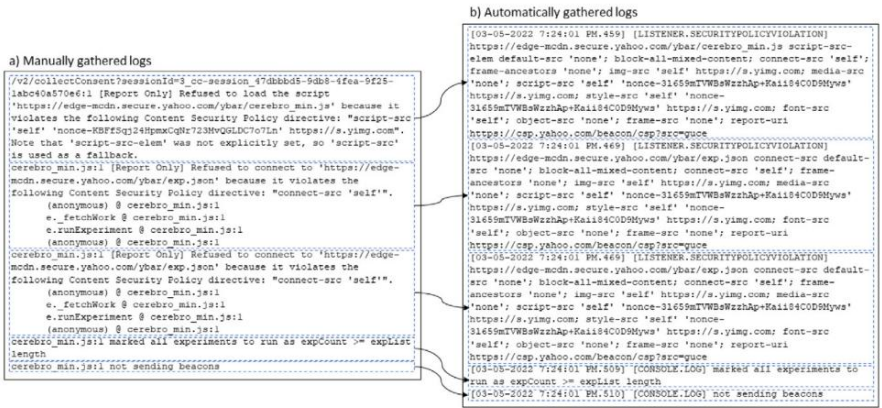 a) Manually gathered logs
/v2/collectConsent?sessionId=3_cc-session_47dbbbd5-9db8-4fea-9f25-
1abc40a570e6:1 [Report Only] Refused to load the script
'https://edge-mcdn.secure.yahoo.com/ybar/cerebro_min.js' because it
violates the following Content Security Policy directive: "script-src
'self' 'nonce-KBFfSqj24HpmxCqNr723MvQGLDC7o7Ln' https://s.yimg.com".
Note that 'script-src-elem' was not explicitly set, so 'script-src'
is used as a fallback.
cerebro_min.js:1 [Report Only] Refused to connect to 'https://edge-
mcdn.secure.yahoo.com/ybar/exp.json' because it violates the
following Content Security Policy directive: "connect-src 'self'".
(anonymous) @ cerebro_min.js:1
e._fetchWork @ cerebro_min.js:1
e.runExperiment @ cerebro_min.js:1
(anonymous) @ cerebro_min.js:1
cerebro_min.js:1 [Report Only] Refused to connect to 'https://edge-
mcdn.secure.yahoo.com/ybar/exp.json' because it violates the
following Content Security Policy directive: "connect-src 'self'".
(anonymous) @ cerebro_min.js:1
e._fetchWork @ cerebro_min.js:1
e.runExperiment @ cerebro_min.js:1
(anonymous) @ cerebro_min.js:1
cerebro_min.js:1 marked all experiments to run as expCount >= expList
length
cerebro_min.js:1 not sending beacons
b) Automatically gathered logs
[03-05-2022 7:24:01 PM.459] [LISTENER.SECURITYPOLICYVIOLATION]
https://edge-mcdn.secure.yahoo.com/ybar/cerebro_min.js script-src-
elem default-src 'none'; block-all-mixed-content; connect-src 'self';
frame-ancestors 'none'; img-src 'self' https://s.yimg.com; media-src
'none'; script-src 'self' 'nonce-3l659mTVWBsWzzhAp+Kaii84C0D9Myws'
https://s.yimg.com; style-src 'self' 'nonce-
3l659mTVWBsWzzhAp+Kaii84C0D9Myws' https://s.yimg.com; font-src
'self'; object-src 'none'; frame-src 'none'; report-uri
https://csp.yahoo.com/beacon/csp?src=guce
[03-05-2022 7:24:01 PM.469] [LISTENER.SECURITYPOLICYVIOLATION]
https://edge-mcdn.secure.yahoo.com/ybar/exp.json connect-src default-
src 'none'; block-all-mixed-content; connect-src 'self'; frame-
ancestors 'none'; img-src 'self' https://s.yimg.com; media-src
'none'; script-src 'self' 'nonce-3l659mTVWBsWzzhAp+Kaii84C0D9Myws'
https://s.yimg.com; style-src 'self' 'nonce-
3l659mTVWBsWzzhAp+Kaii84C0D9Myws' https://s.yimg.com; font-src
'self'; object-src 'none'; frame-src 'none'; report-uri
https://csp.yahoo.com/beacon/csp?src=guce
[03-05-2022 7:24:01 PM.469] [LISTENER.SECURITYPOLICYVIOLATION]
https://edge-mcdn.secure.yahoo.com/ybar/exp.json connect-src default-
src 'none'; block-all-mixed-content; connect-src 'self'; frame-
ancestors 'none'; img-src 'self' https://s.yimg.com; media-src
'none'; script-src 'self' 'nonce-3l659mTVWBsWzzhAp+Kaii84C0D9Myws'
https://s.yimg.com; style-src 'self' 'nonce-
3l659mTVWBsWzzhAp+Kaii84C0D9Myws' https://s.yimg.com; font-src
'self'; object-src 'none'; frame-src 'none'; report-uri
https://csp.yahoo.com/beacon/csp?src=guce
[03-05-2022 7:24:01 PM.509] [CONSOLE.LOG] marked all experiments to
run as expCount >= expList length
[03-05-2022 7:24:01 PM.510] [CONSOLE.LOG] not sending beacons